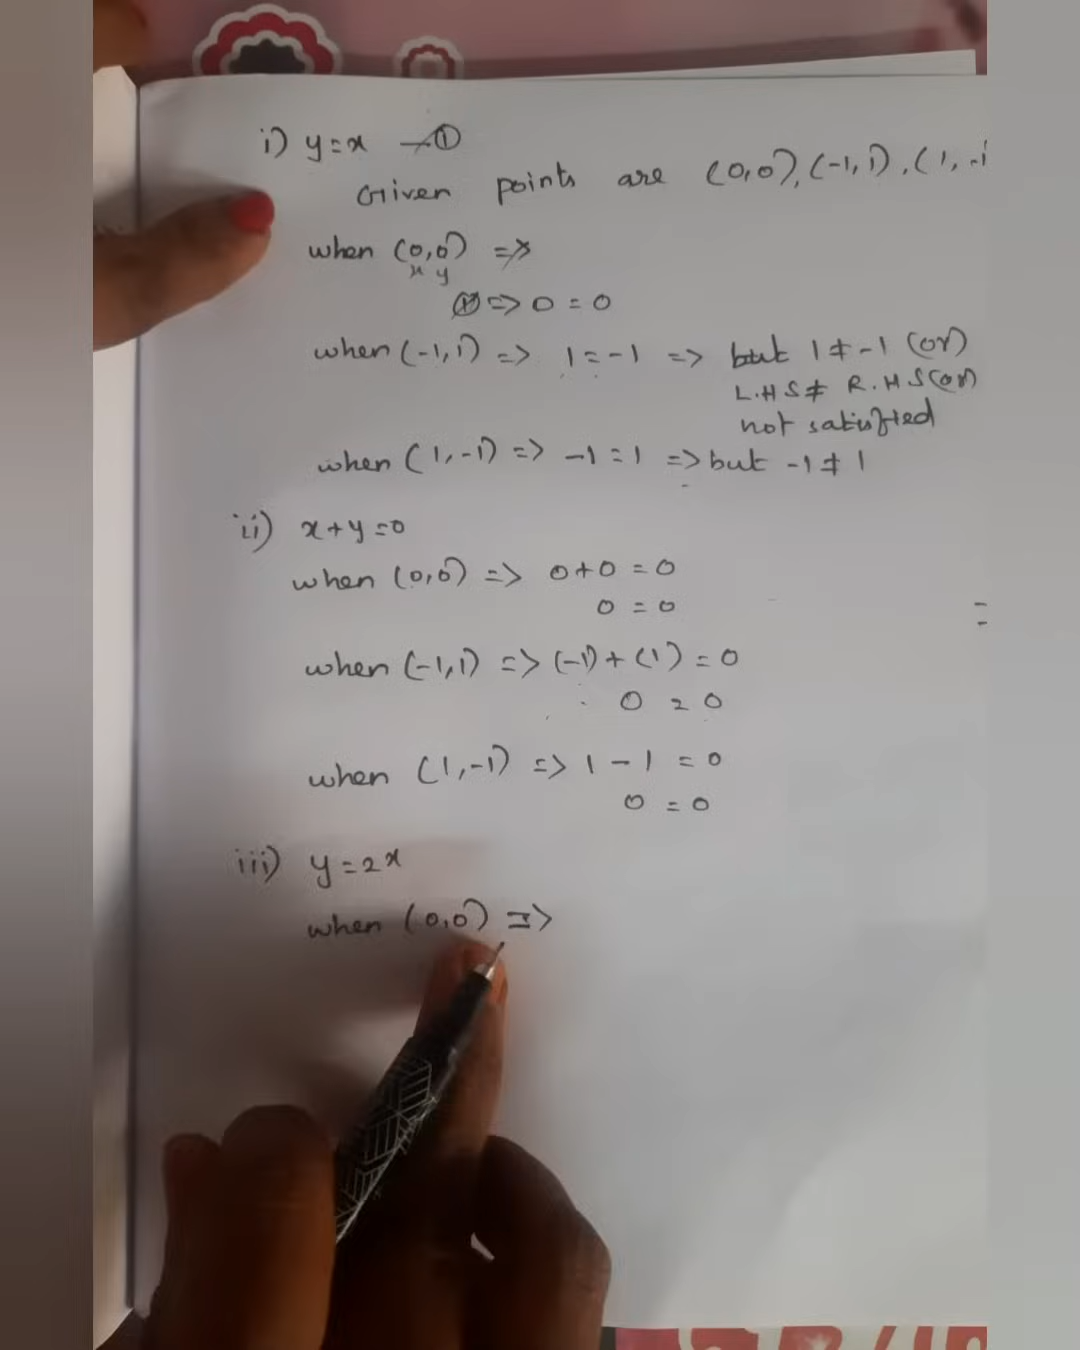 i) y=x —①
Given points are (0,0), (-1,1), (1,-1
when (0,0) =>
x y
=> 0 = 0
when (-1,1) => 1 = -1 => but 1 ≠ -1 (or)
L.H.S ≠ R.H.S (or)
not satisfied
when (1,-1) => -1 = 1 => but -1 ≠ 1
ii) x+y=0
when (0,0) => 0+0 = 0
0 = 0
when (-1,1) => (-1)+(1) = 0
0 = 0
when (1,-1) => 1 - 1 = 0
0 = 0
iii) y=2x
when (0,0) =>